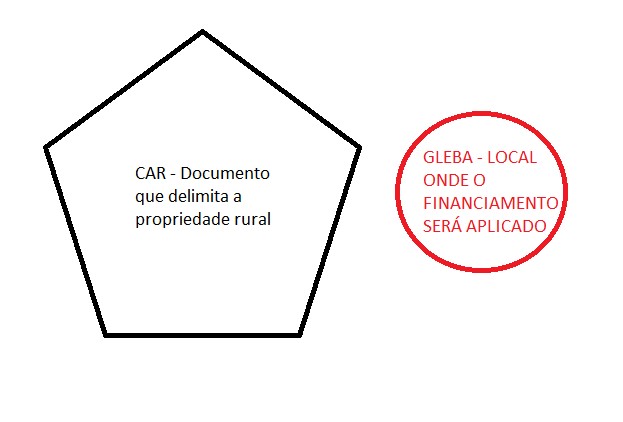 CAR - Documento
que delimita a
propriedade rural
GLEBA - LOCAL
ONDE O
FINANCIAMENTO
SERÁ APLICADO